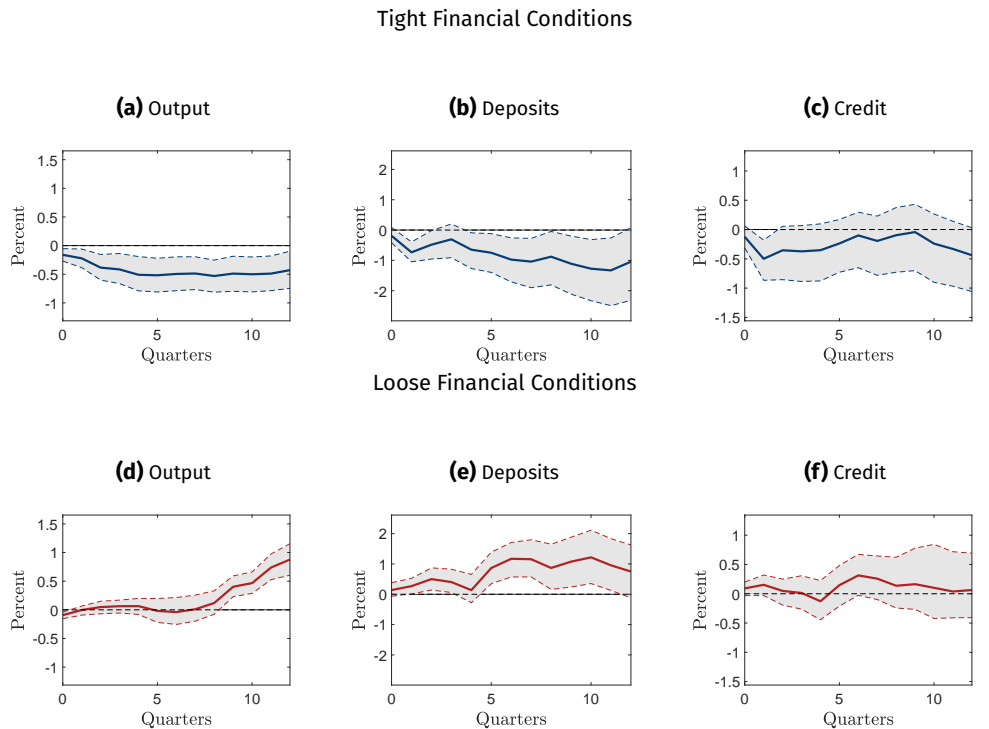 Tight Financial Conditions
(a) Output
(b) Deposits
(c) Credit
1.5
1
0.5
0
-0.5
-1
Percent
0
5
10
Quarters
2
1
0
-1
-2
Percent
0
5
10
Quarters
1
0.5
0
-0.5
-1
-1.5
Percent
0
5
10
Quarters
Loose Financial Conditions
(d) Output
(e) Deposits
(f) Credit
1.5
1
0.5
0
-0.5
-1
Percent
0
5
10
Quarters
2
1
0
-1
-2
Percent
0
5
10
Quarters
1
0.5
0
-0.5
-1
-1.5
Percent
0
5
10
Quarters